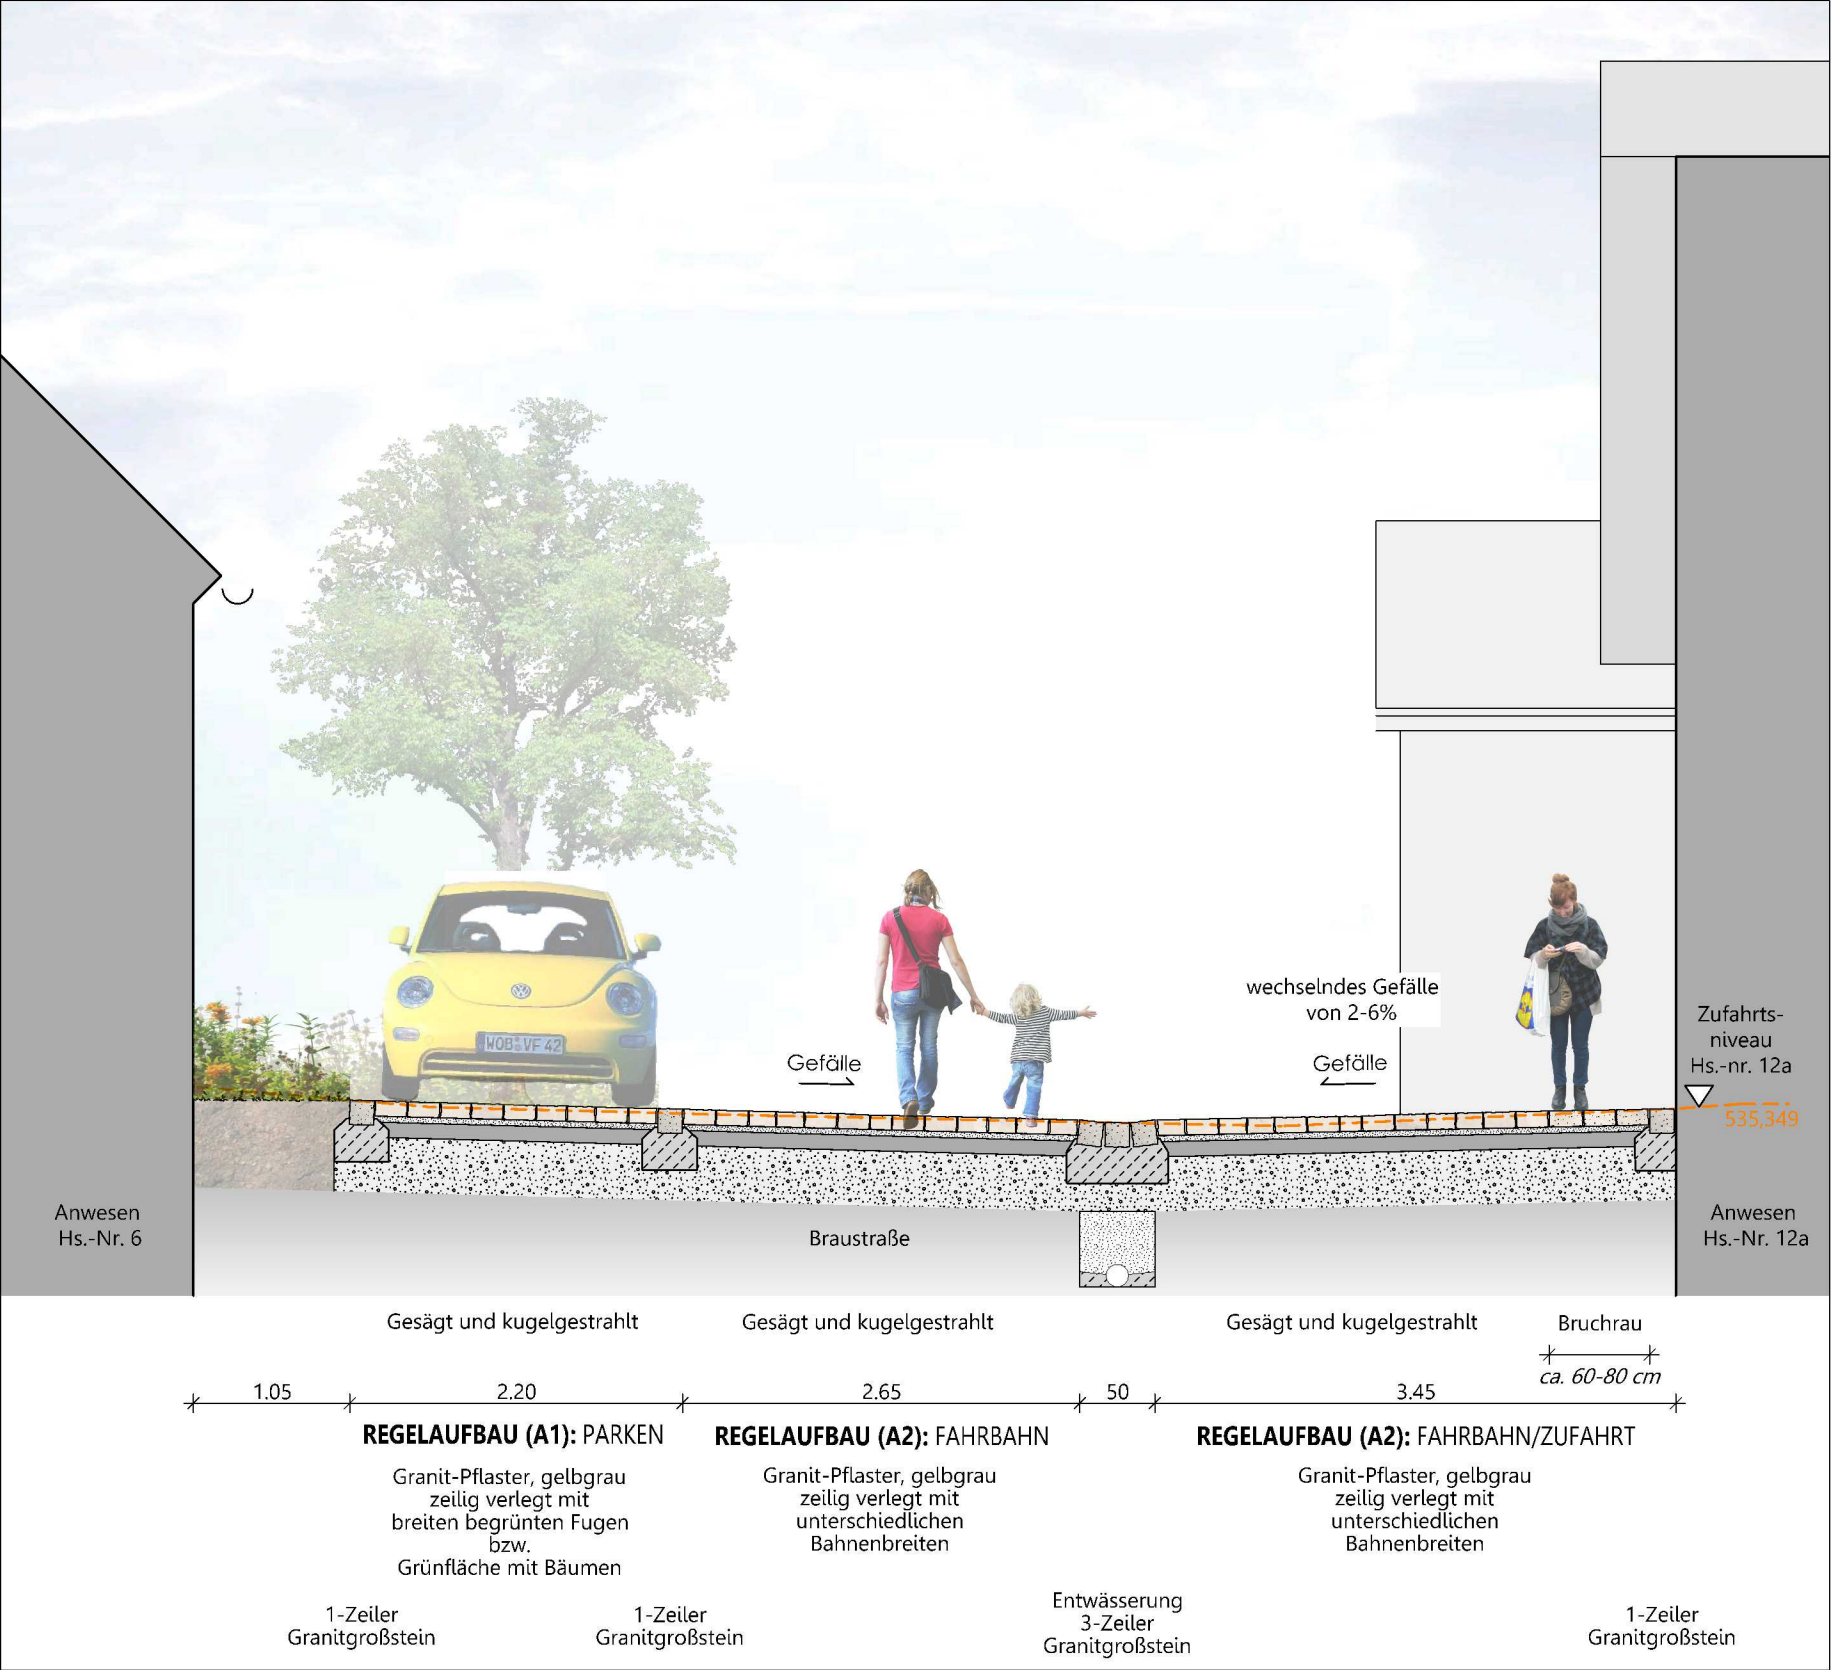 WOB VF 42
Gefälle
wechselndes Gefälle
von 2-6%
Gefälle
Zufahrts-
niveau
Hs.-nr. 12a
535,349
Anwesen
Hs.-Nr. 6
Braustraße
Anwesen
Hs.-Nr. 12a
Gesägt und kugelgestrahlt
Gesägt und kugelgestrahlt
Gesägt und kugelgestrahlt
Bruchrau
ca. 60-80 cm
1.05
2.20
2.65
50
3.45
REGELAUFBAU (A1): PARKEN
Granit-Pflaster, gelbgrau
zeilig verlegt mit
breiten begrünten Fugen
bzw.
Grünfläche mit Bäumen
REGELAUFBAU (A2): FAHRBAHN
Granit-Pflaster, gelbgrau
zeilig verlegt mit
unterschiedlichen
Bahnenbreiten
REGELAUFBAU (A2): FAHRBAHN/ZUFAHRT
Granit-Pflaster, gelbgrau
zeilig verlegt mit
unterschiedlichen
Bahnenbreiten
1-Zeiler
Granitgroßstein
1-Zeiler
Granitgroßstein
Entwässerung
3-Zeiler
Granitgroßstein
1-Zeiler
Granitgroßstein